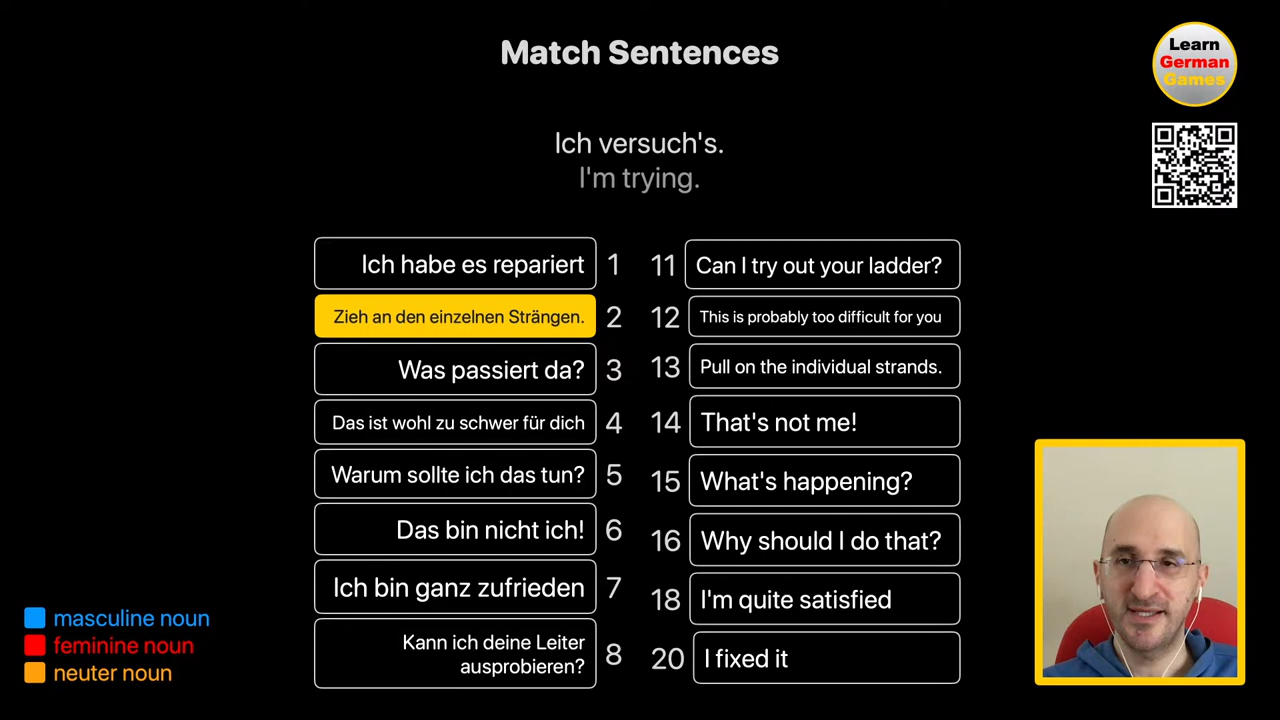 Match Sentences
Learn
German
Games
Ich versuch's.
I'm trying.
Ich habe es repariert 1
Zieh an den einzelnen Strängen. 2
Was passiert da? 3
Das ist wohl zu schwer für dich 4
Warum sollte ich das tun? 5
Das bin nicht ich! 6
Ich bin ganz zufrieden 7
Kann ich deine Leiter
ausprobieren? 8
11 Can I try out your ladder?
12 This is probably too difficult for you
13 Pull on the individual strands.
14 That's not me!
15 What's happening?
16 Why should I do that?
18 I'm quite satisfied
20 I fixed it
masculine noun
feminine noun
neuter noun